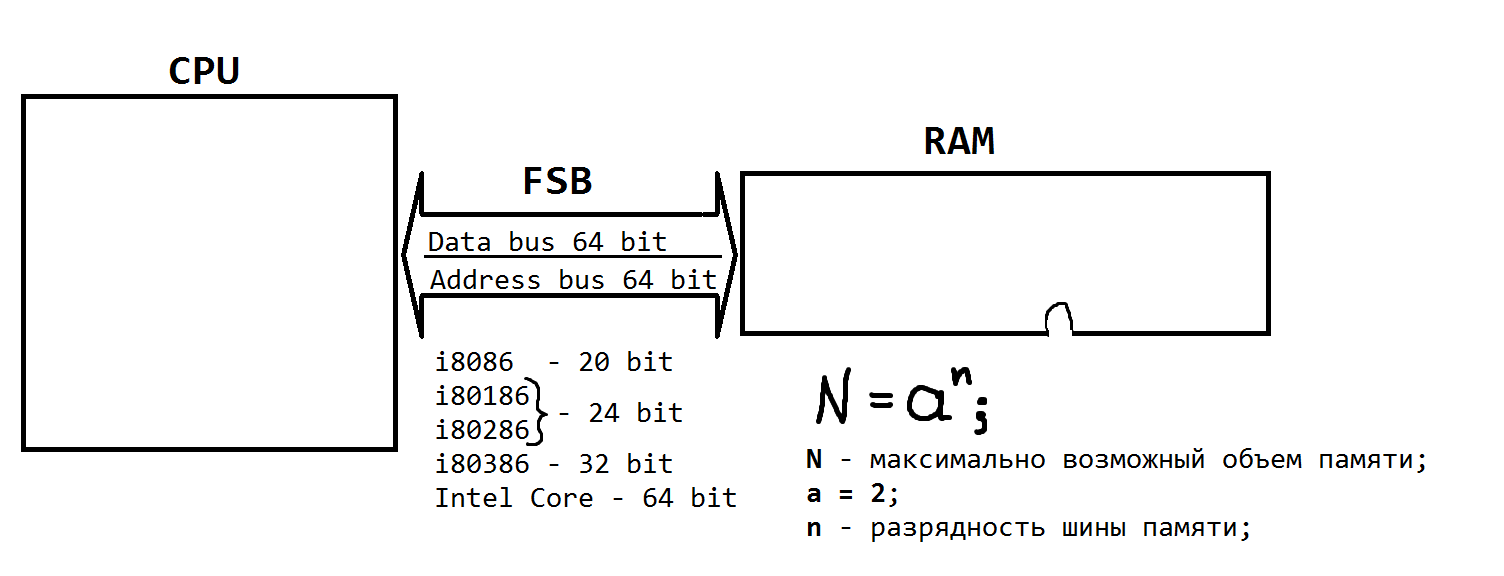 CPU
RAM
FSB
Data bus 64 bit
Address bus 64 bit
i8086 - 20 bit
i80186
i80286
- 24 bit
i80386 - 32 bit
Intel Core - 64 bit
N = aⁿ;
N - максимально возможный объем памяти;
a = 2;
n - разрядность шины памяти;